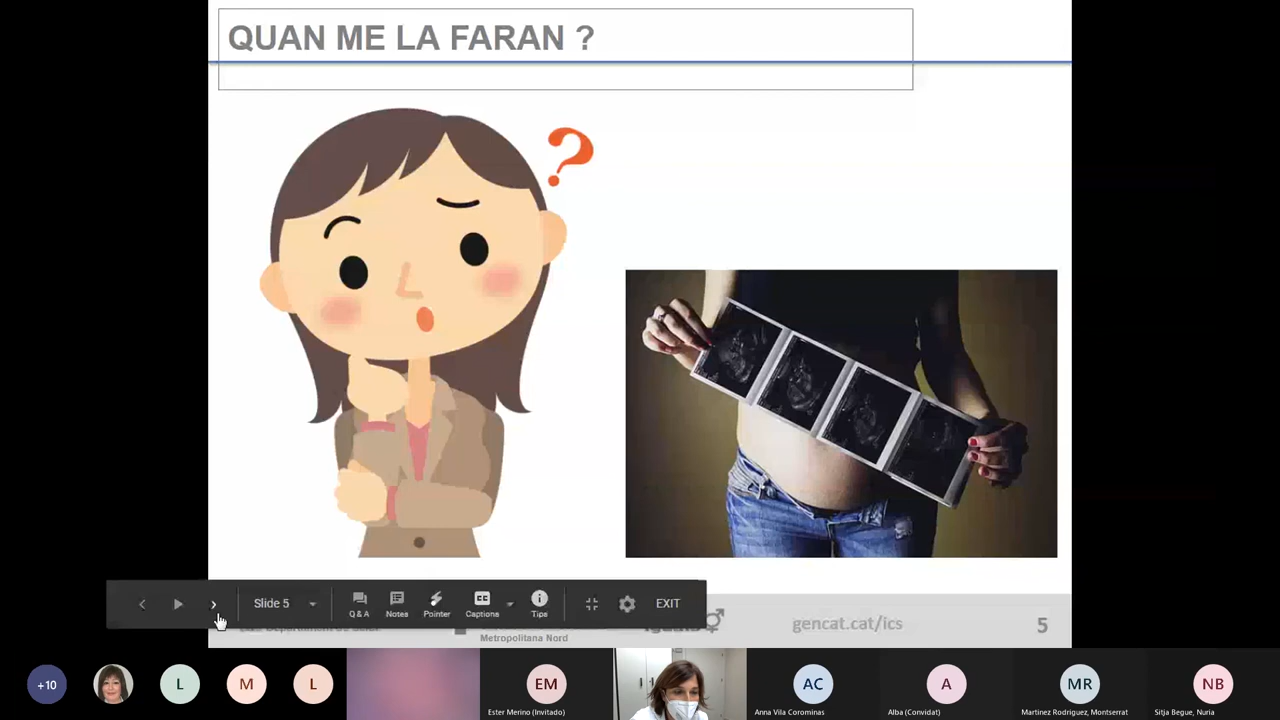 QUAN ME LA FARAN ?
?
Slide 5
Q & A
Notes
Pointer
CC
Captions
Tips
EXIT
Metropolitana Nord
gencat.cat/ics
5
+10
L
M
L
EM
Ester Merino (Invitado)
AC
Anna Vila Corominas
A
Alba (Convidat)
MR
Martinez Rodriguez, Montserrat
NB
Sitja Begue, Nuria